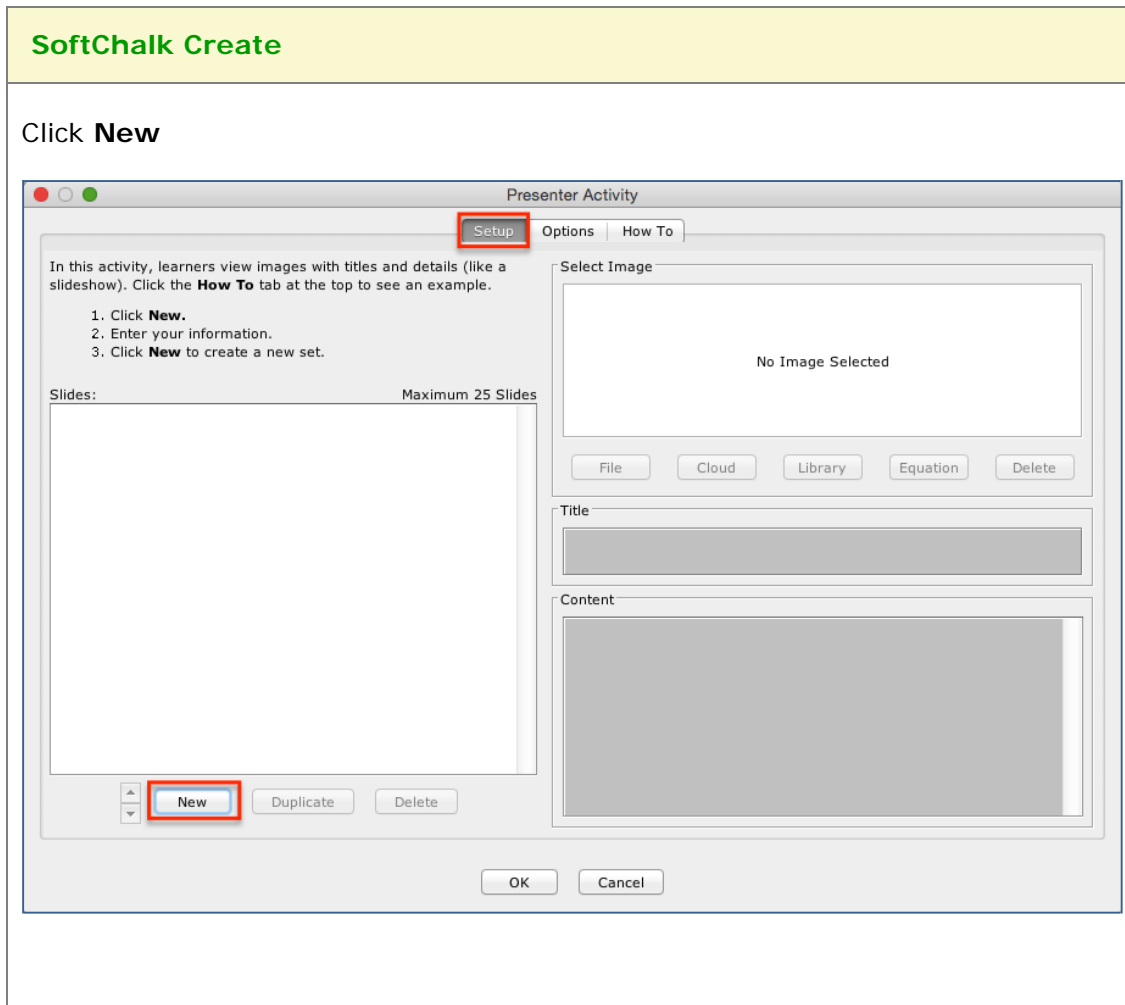 SoftChalk Create
Click New
Presenter Activity
Setup Options How To
In this activity, learners view images with titles and details (like a
slideshow). Click the How To tab at the top to see an example.
1. Click New.
2. Enter your information.
3. Click New to create a new set.
Slides: Maximum 25 Slides
New Duplicate Delete
Select Image
No Image Selected
File Cloud Library Equation Delete
Title
Content
OK Cancel